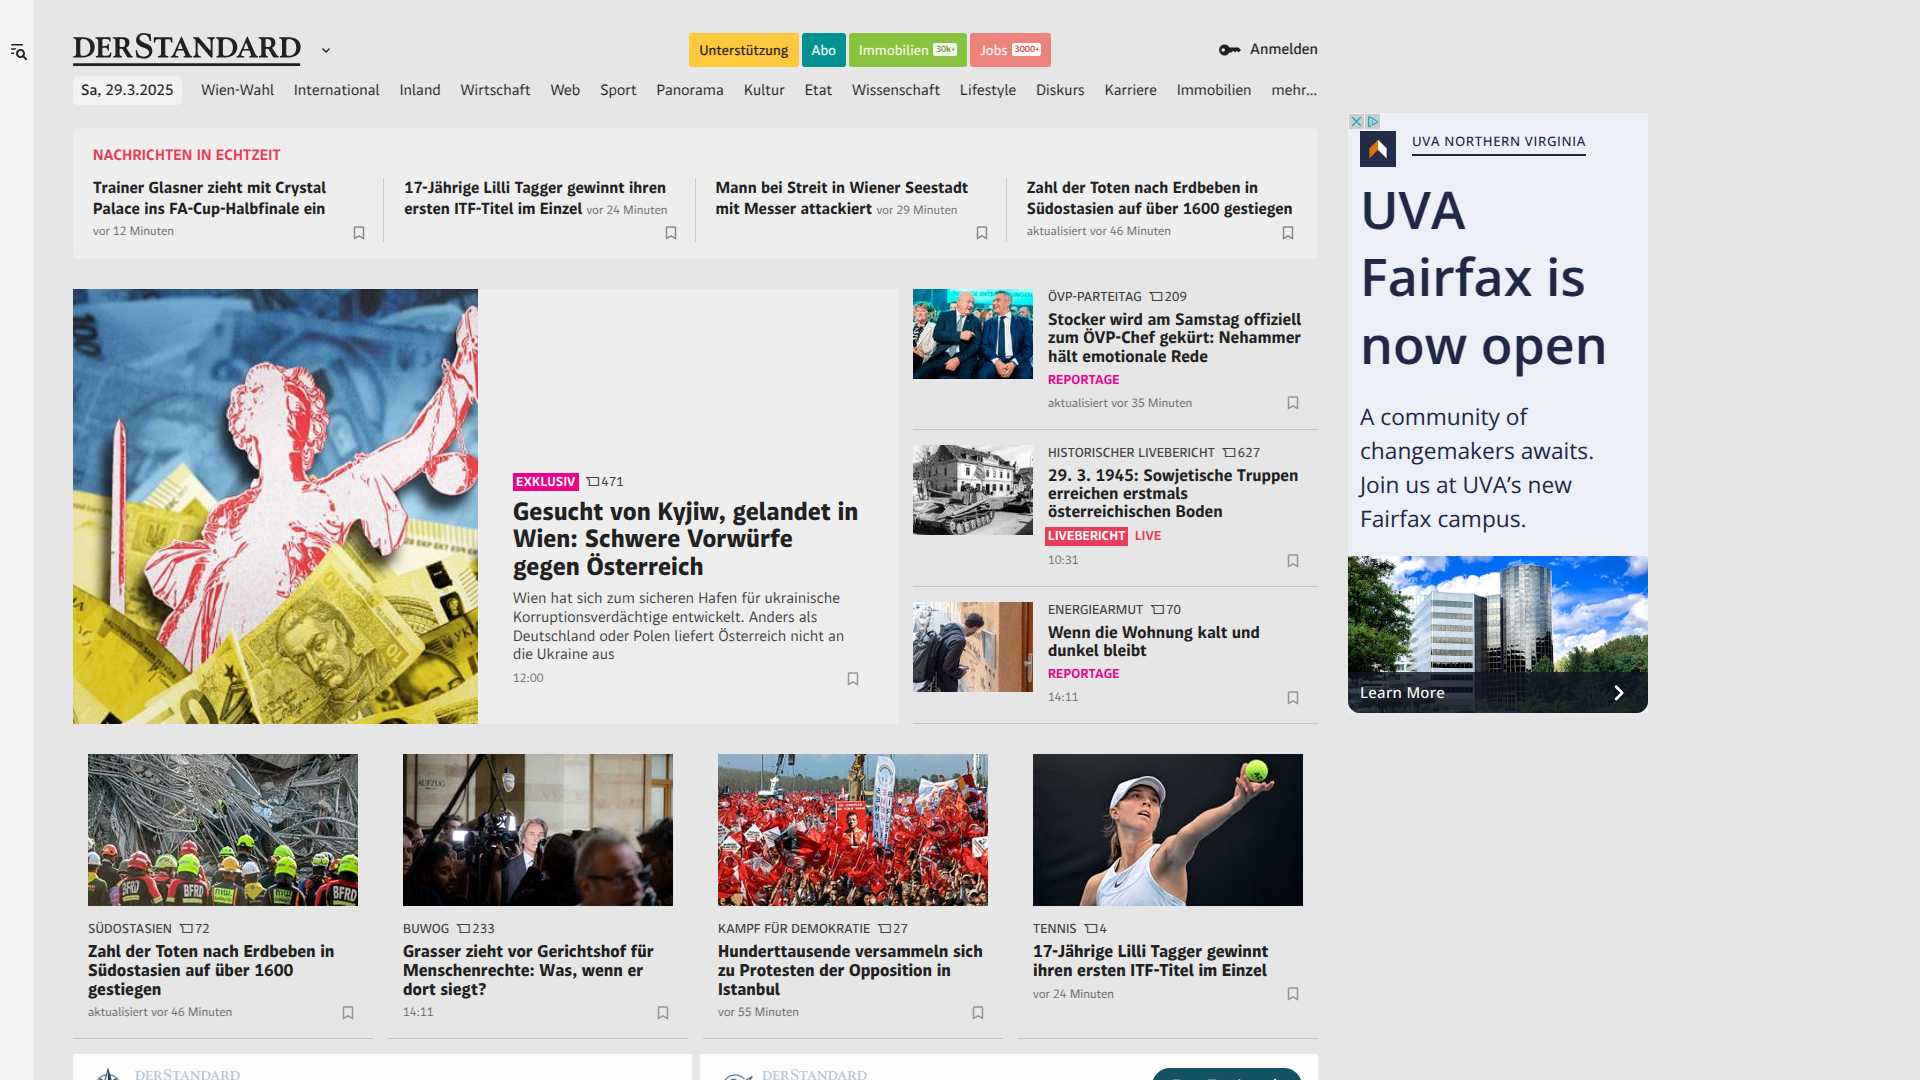 DERSTANDARD
Unterstützung
Abo
Immobilien 30k+
Jobs 3000+
Anmelden
Sa, 29.3.2025
Wien-Wahl
International
Inland
Wirtschaft
Web
Sport
Panorama
Kultur
Etat
Wissenschaft
Lifestyle
Diskurs
Karriere
Immobilien
mehr...
NACHRICHTEN IN ECHTZEIT
Trainer Glasner zieht mit Crystal
Palace ins FA-Cup-Halbfinale ein
vor 12 Minuten
17-Jährige Lilli Tagger gewinnt ihren
ersten ITF-Titel im Einzel vor 24 Minuten
Mann bei Streit in Wiener Seestadt
mit Messer attackiert vor 29 Minuten
Zahl der Toten nach Erdbeben in
Südostasien auf über 1600 gestiegen
aktualisiert vor 46 Minuten
EXKLUSIV 471
Gesucht von Kyjiw, gelandet in
Wien: Schwere Vorwürfe
gegen Österreich
Wien hat sich zum sicheren Hafen für ukrainische
Korruptionsverdächtige entwickelt. Anders als
Deutschland oder Polen liefert Österreich nicht an
die Ukraine aus
12:00
ÖVP-PARTEITAG 209
Stocker wird am Samstag offiziell
zum ÖVP-Chef gekürt: Nehammer
hält emotionale Rede
REPORTAGE
aktualisiert vor 35 Minuten
HISTORISCHER LIVEBERICHT 627
29. 3. 1945: Sowjetische Truppen
erreichen erstmals
österreichischen Boden
LIVEBERICHT LIVE
10:31
ENERGIEARMUT 70
Wenn die Wohnung kalt und
dunkel bleibt
REPORTAGE
14:11
UVA NORTHERN VIRGINIA
UVA
Fairfax is
now open
A community of
changemakers awaits.
Join us at UVA’s new
Fairfax campus.
Learn More
BFRD
BFRD
BFRD
SÜDOSTASIEN 72
Zahl der Toten nach Erdbeben in
Südostasien auf über 1600
gestiegen
aktualisiert vor 46 Minuten
BUWOG 233
Grasser zieht vor Gerichtshof für
Menschenrechte: Was, wenn er
dort siegt?
14:11
KAMPF FÜR DEMOKRATIE 27
Hunderttausende versammeln sich
zu Protesten der Opposition in
Istanbul
vor 55 Minuten
TENNIS 4
17-Jährige Lilli Tagger gewinnt
ihren ersten ITF-Titel im Einzel
vor 24 Minuten
DERSTANDARD
DERSTANDARD